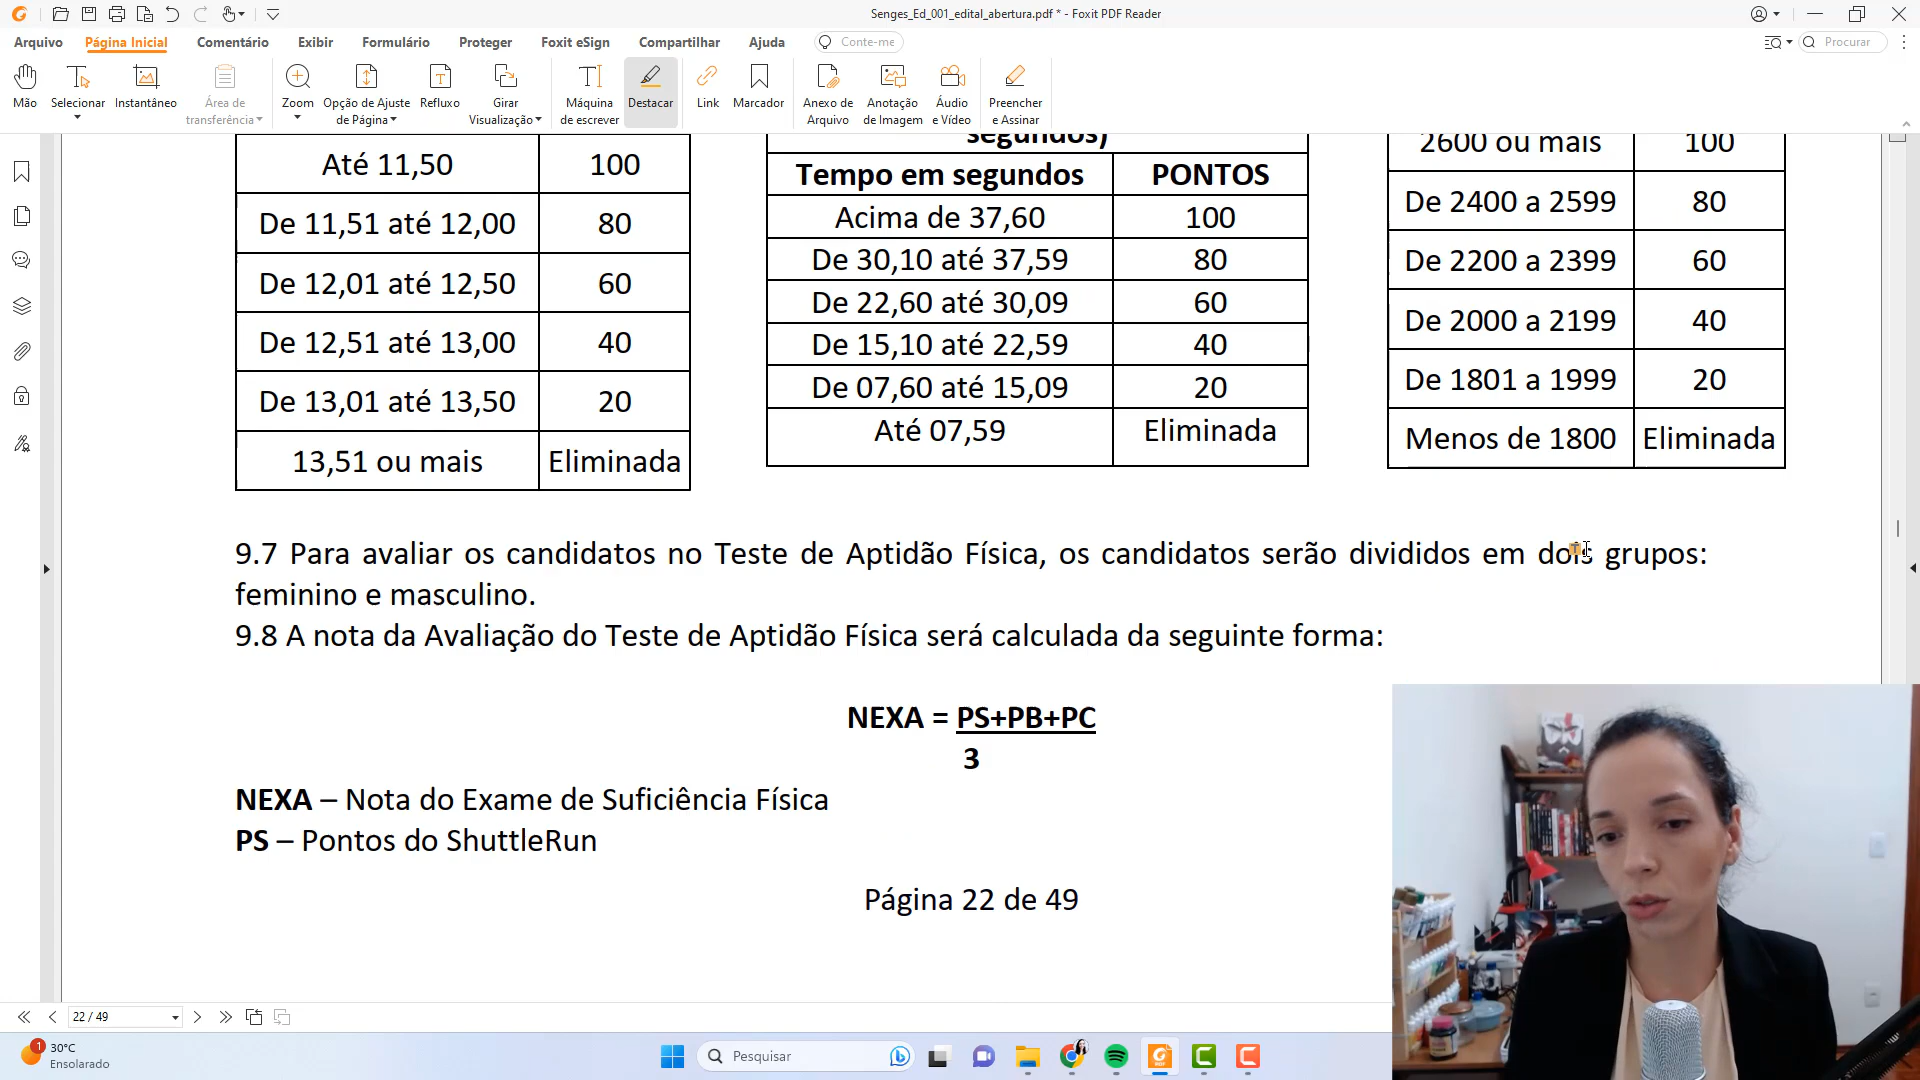 Senges_Ed_001_edital_abertura.pdf * - Foxit PDF Reader
Arquivo Página Inicial Comentário Exibir Formulário Proteger Foxit eSign Compartilhar Ajuda Conte-me Procurar
Mão Selecionar Instantâneo Área de transferência Zoom Opção de Ajuste de Página Refluxo Girar Visualização Máquina de escrever Destacar Link Marcador Anexo de Arquivo Anotação de Imagem Áudio e Vídeo Preencher e Assinar
Até 11,50 100
De 11,51 até 12,00 80
De 12,01 até 12,50 60
De 12,51 até 13,00 40
De 13,01 até 13,50 20
13,51 ou mais Eliminada
segundos)
Tempo em segundos PONTOS
Acima de 37,60 100
De 30,10 até 37,59 80
De 22,60 até 30,09 60
De 15,10 até 22,59 40
De 07,60 até 15,09 20
Até 07,59 Eliminada
2600 ou mais 100
De 2400 a 2599 80
De 2200 a 2399 60
De 2000 a 2199 40
De 1801 a 1999 20
Menos de 1800 Eliminada
9.7 Para avaliar os candidatos no Teste de Aptidão Física, os candidatos serão divididos em dois grupos:
feminino e masculino.
9.8 A nota da Avaliação do Teste de Aptidão Física será calculada da seguinte forma:
NEXA = PS+PB+PC
3
NEXA – Nota do Exame de Suficiência Física
PS – Pontos do ShuttleRun
Página 22 de 49
22 / 49
1
30°C
Ensolarado
Pesquisar